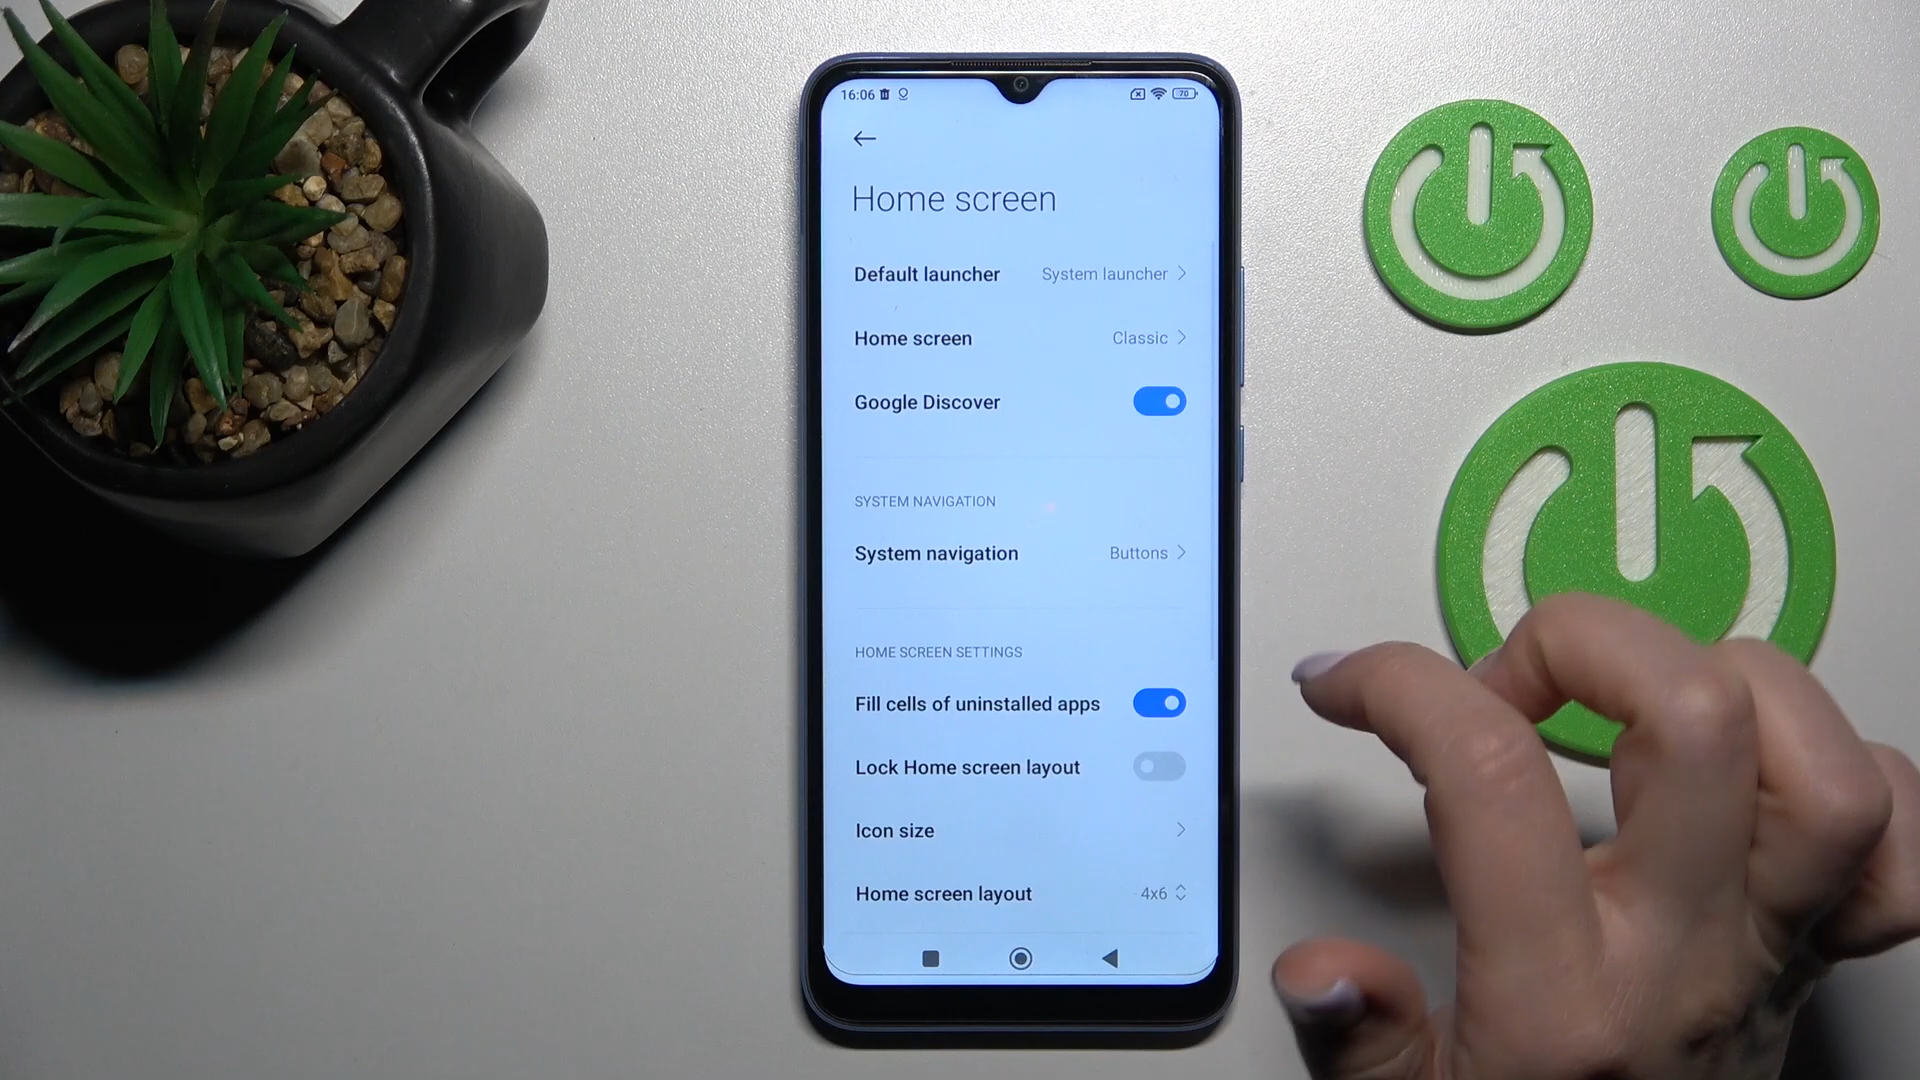 16:06
70
Home screen
Default launcher System launcher
Home screen Classic
Google Discover
SYSTEM NAVIGATION
System navigation Buttons
HOME SCREEN SETTINGS
Fill cells of uninstalled apps
Lock Home screen layout
Icon size
Home screen layout 4x6